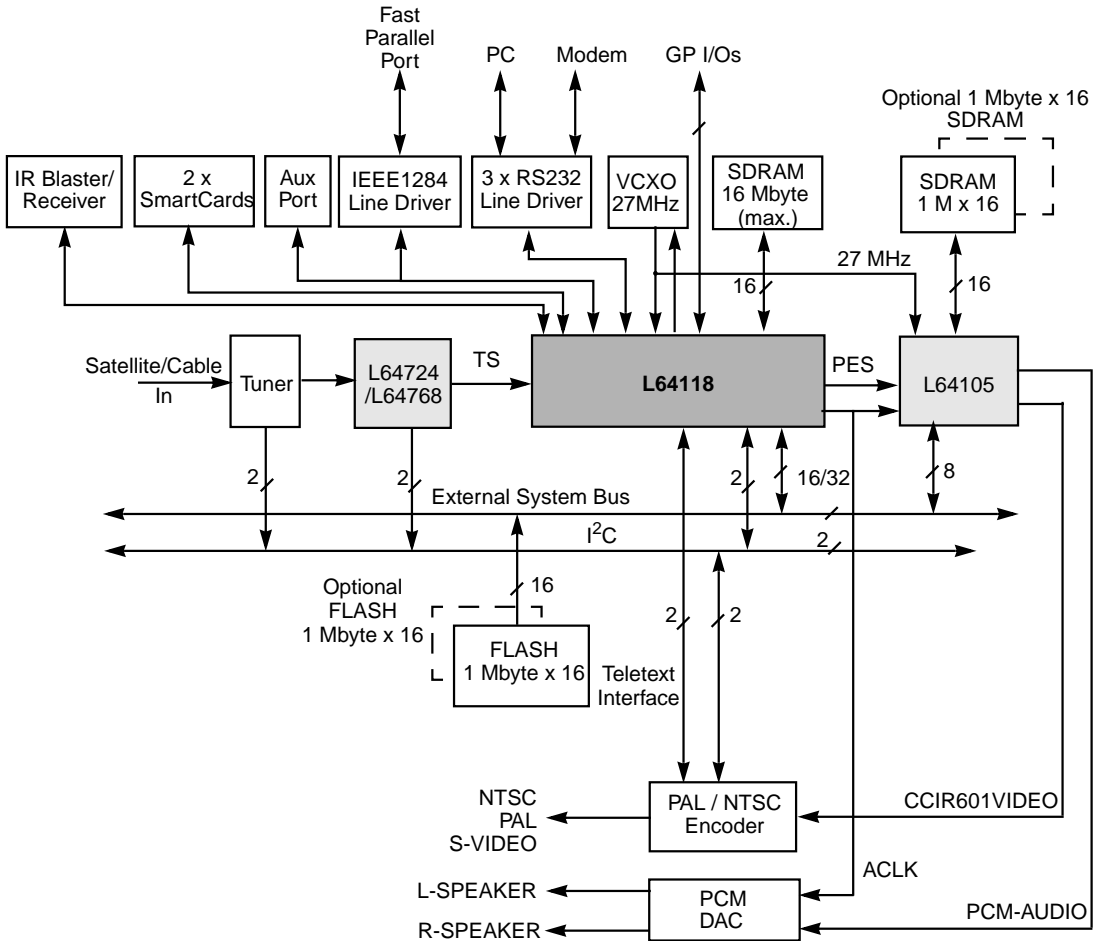 Fast
Parallel
Port
PC
Modem
GP I/Os
Optional 1 Mbyte x 16
SDRAM
IR Blaster/
Receiver
2 x
SmartCards
Aux
Port
IEEE1284
Line Driver
3 x RS232
Line Driver
VCXO
27MHz
SDRAM
16 Mbyte
(max.)
SDRAM
1 M x 16
27 MHz
16
16
Satellite/Cable
In
Tuner
L64724
/L64768
TS
L64118
PES
L64105
2
2
2
16/32
8
External System Bus
I2C
2
Optional
FLASH
1 Mbyte x 16
16
FLASH
1 Mbyte x 16
2
2
Teletext
Interface
NTSC
PAL
S-VIDEO
PAL / NTSC
Encoder
CCIR601VIDEO
ACLK
L-SPEAKER
R-SPEAKER
PCM
DAC
PCM-AUDIO